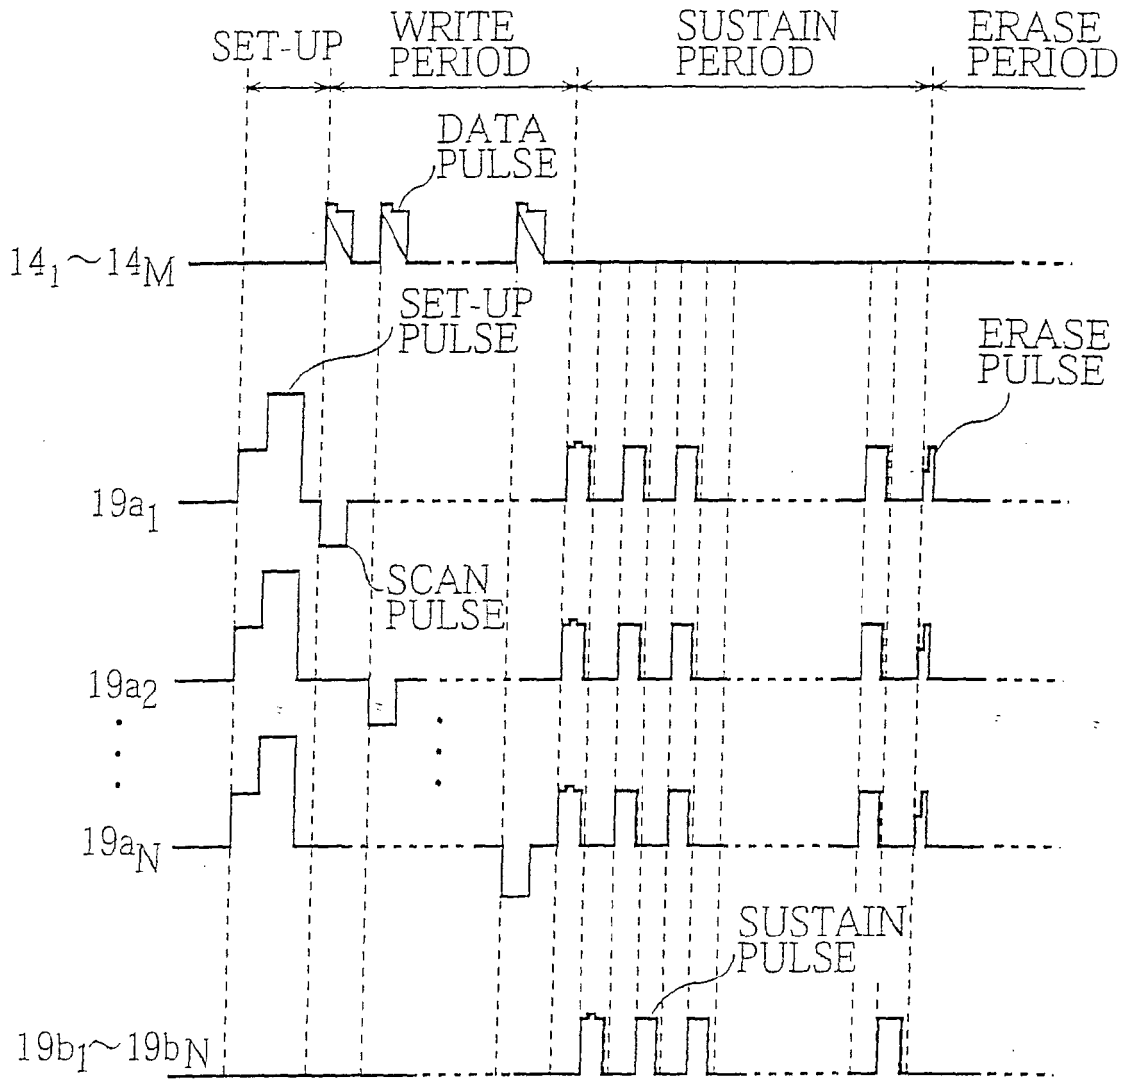 SET-UP
WRITE
PERIOD
SUSTAIN
PERIOD
ERASE
PERIOD
DATA
PULSE
14₁~14M
SET-UP
PULSE
ERASE
PULSE
19a₁
SCAN
PULSE
19a₂
19aN
SUSTAIN
PULSE
19b₁~19bN